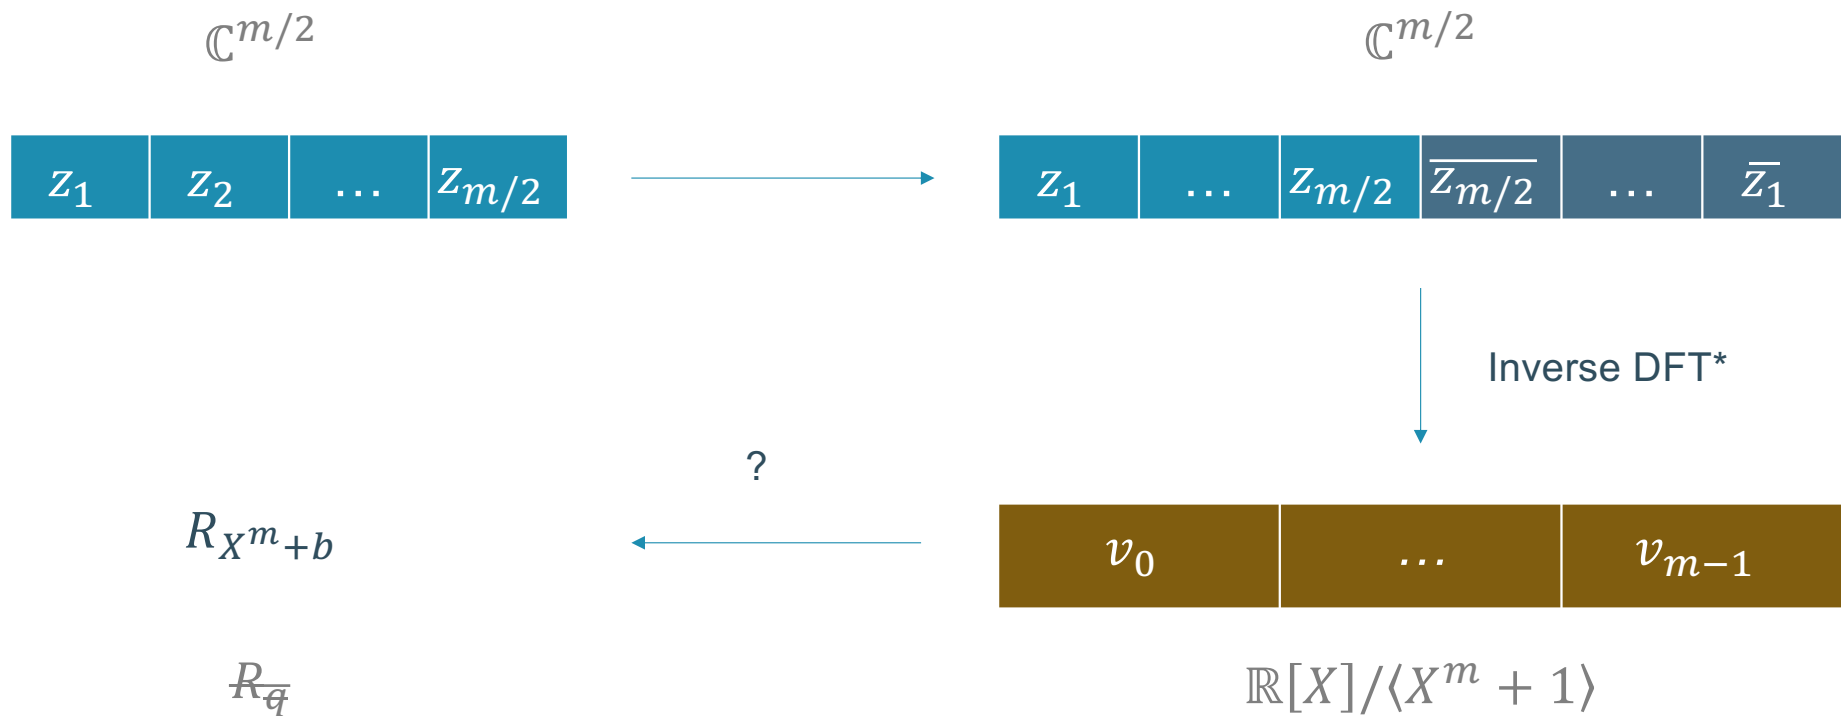 ℂ^{m/2}
ℂ^{m/2}
z_1 z_2 … z_{m/2}
z_1 … z_{m/2} \overline{z_{m/2}} … \overline{z_1}
Inverse DFT*
?
R_{X^m+b}
v_0 … v_{m−1}
R_q
ℝ[X]/⟨X^m + 1⟩